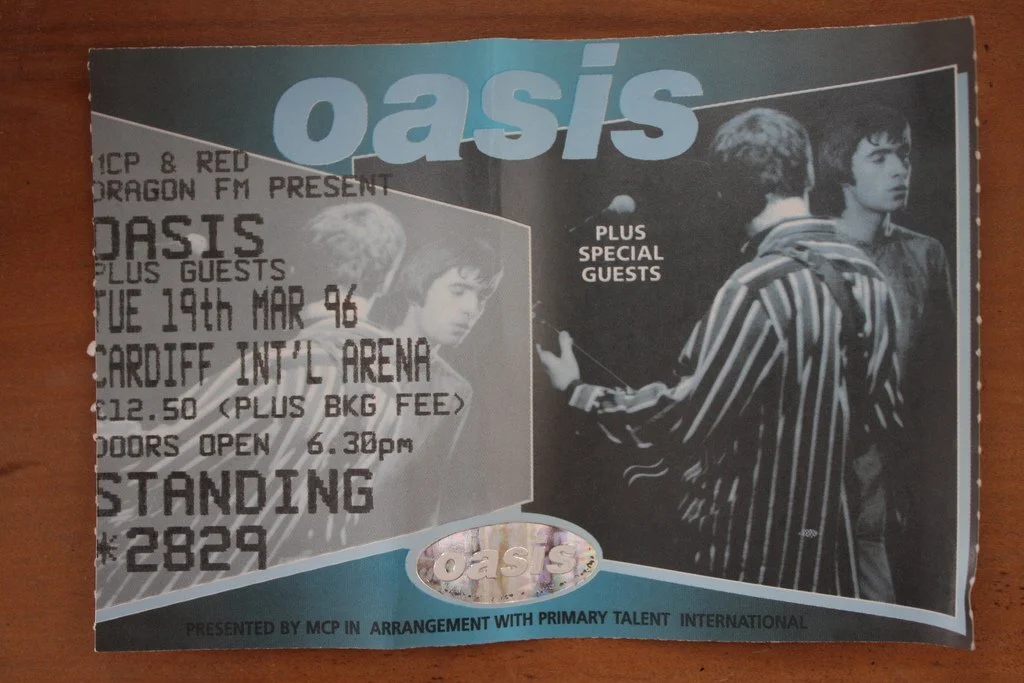 oasis
MCP & RED
DRAGON FM PRESENT
OASIS
PLUS GUESTS
TUE 19th MAR 96
CARDIFF INT'L ARENA
£12.50 (PLUS BKG FEE)
DOORS OPEN 6.30pm
STANDING
*2829
PLUS
SPECIAL
GUESTS
oasis
PRESENTED BY MCP IN ARRANGEMENT WITH PRIMARY TALENT INTERNATIONAL